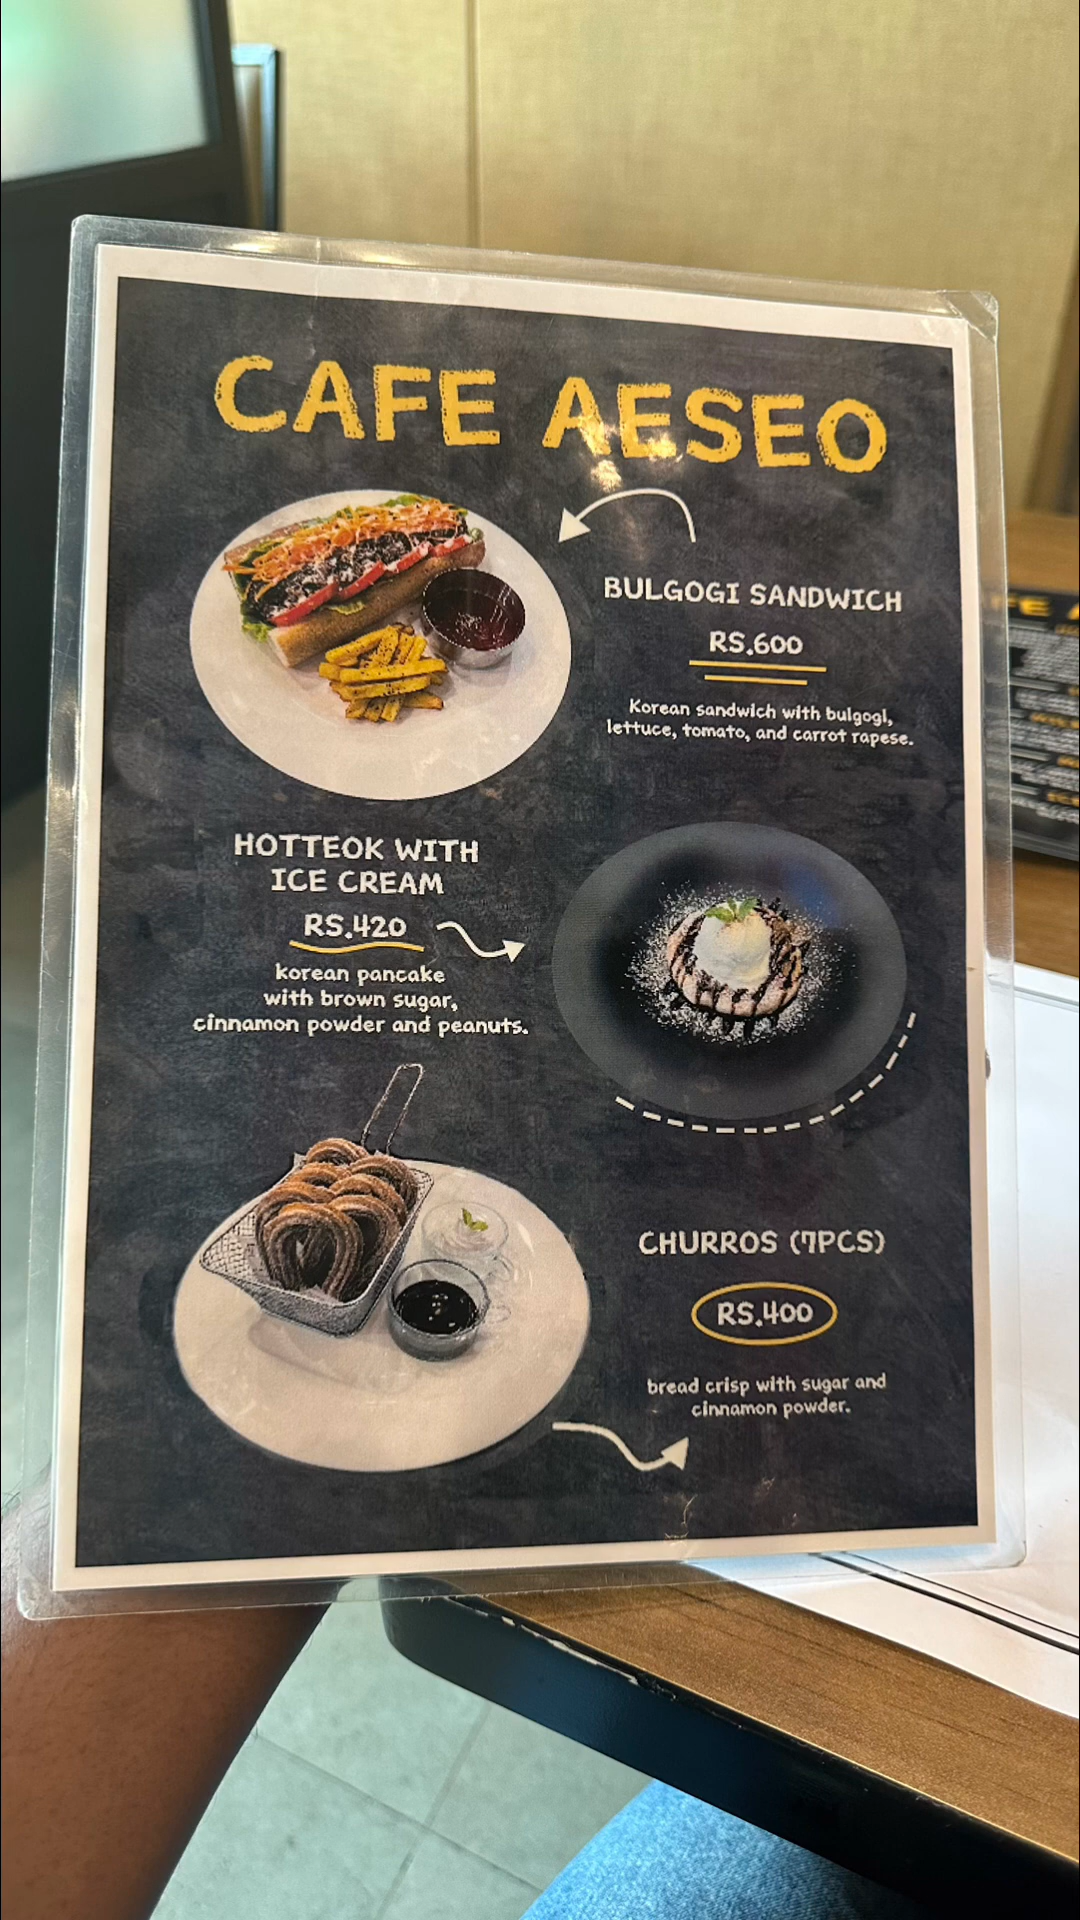 CAFE AESEO
BULGOGI SANDWICH
RS.600
Korean sandwich with bulgogi,
lettuce, tomato, and carrot rapese.
HOTTEOK WITH
ICE CREAM
RS.420
korean pancake
with brown sugar,
cinnamon powder and peanuts.
CHURROS (7PCS)
RS.400
bread crisp with sugar and
cinnamon powder.